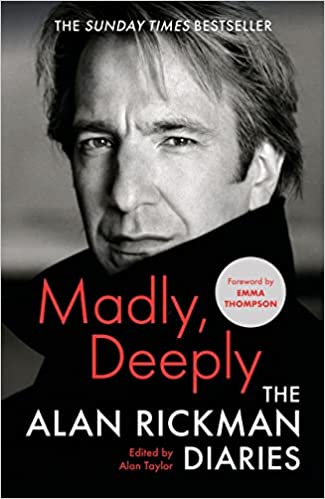 THE SUNDAY TIMES BESTSELLER
Foreword by
EMMA
THOMPSON
Madly,
Deeply
THE
ALAN RICKMAN
Edited by
Alan Taylor
DIARIES